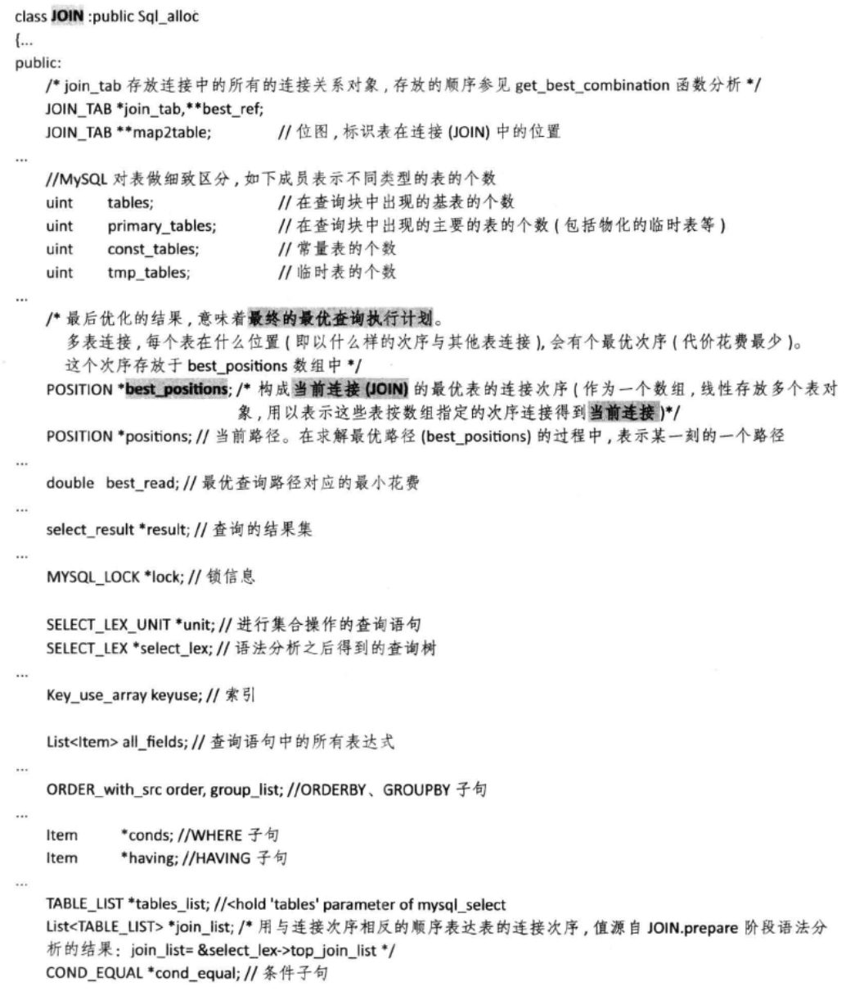 class JOIN :public Sql_alloc
{...
public:
/* join_tab 存放连接中的所有的连接关系对象 , 存放的顺序参见 get_best_combination 函数分析 */
JOIN_TAB *join_tab,**best_ref;
JOIN_TAB **map2table; // 位图 , 标识表在连接 (JOIN) 中的位置
...
//MySQL 对表做细致区分 , 如下成员表示不同类型的表的个数
uint tables; // 在查询块中出现的基表的个数
uint primary_tables; // 在查询块中出现的主要的表的个数 ( 包括物化的临时表等 )
uint const_tables; // 常量表的个数
uint tmp_tables; // 临时表的个数
...
/* 最后优化的结果 , 意味着最终的最优查询执行计划。
多表连接 , 每个表在什么位置 ( 即以什么样的次序与其他表连接 ), 会有个最优次序 ( 代价花费最少 )。
这个次序存放于 best_positions 数组中 */
POSITION *best_positions; /* 构成当前连接 (JOIN) 的最优表的连接次序 ( 作为一个数组 , 线性存放多个表对
象 , 用以表示这些表按数组指定的次序连接得到当前连接 )*/
POSITION *positions; // 当前路径。在求解最优路径 (best_positions) 的过程中 , 表示某一刻的一个路径
...
double best_read; // 最优查询路径对应的最小花费
...
select_result *result; // 查询的结果集
...
MYSQL_LOCK *lock; // 锁信息
SELECT_LEX_UNIT *unit; // 进行集合操作的查询语句
SELECT_LEX *select_lex; // 语法分析之后得到的查询树
...
Key_use_array keyuse; // 索引
List<Item> all_fields; // 查询语句中的所有表达式
...
ORDER_with_src order, group_list; //ORDERBY、GROUPBY 子句
...
Item *conds; //WHERE 子句
Item *having; //HAVING 子句
...
TABLE_LIST *tables_list; //<hold 'tables' parameter of mysql_select
List<TABLE_LIST> *join_list; /* 用与连接次序相反的顺序表达表的连接次序 , 值源自 JOIN.prepare 阶段语法分
析的结果：join_list= &select_lex->top_join_list */
COND_EQUAL *cond_equal; // 条件子句